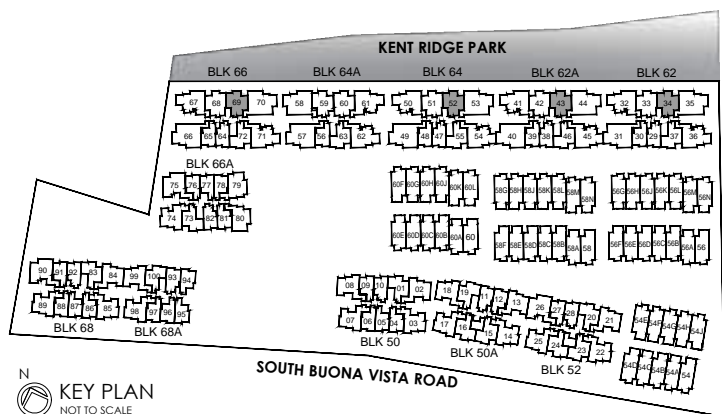 KENT RIDGE PARK
BLK 66 BLK 64A BLK 64 BLK 62A BLK 62
67 68 69 70 58 59 60 61 50 51 52 53 41 42 43 44 32 33 34 35
66 65 64 72 71 57 56 63 62 49 48 47 55 54 40 39 38 46 45 31 30 29 37 36
BLK 66A
75 76 77 78 79 60F 60G 60H 60J 60K 60L 58G 58H 58J 58K 58L 58M 58N 56G 56H 56J 56K 56L 56M 56N
74 73 82 81 80 60E 60D 60C 60B 60A 60 58F 58E 58D 58C 58B 58A 58 56F 56E 56D 56C 56B 56A 56
90 91 92 83 84 99 100 93 94 08 09 10 01 02 18 19 11 12 13 26 27 28 20 21 54E 54F 54G 54H 54J
89 88 87 86 85 98 97 96 95 07 06 05 04 03 17 16 15 14 25 24 23 22 54D 54C 54B 54A 54
BLK 68 BLK 68A BLK 50 BLK 50A BLK 52
SOUTH BUONA VISTA ROAD
N
KEY PLAN
NOT TO SCALE